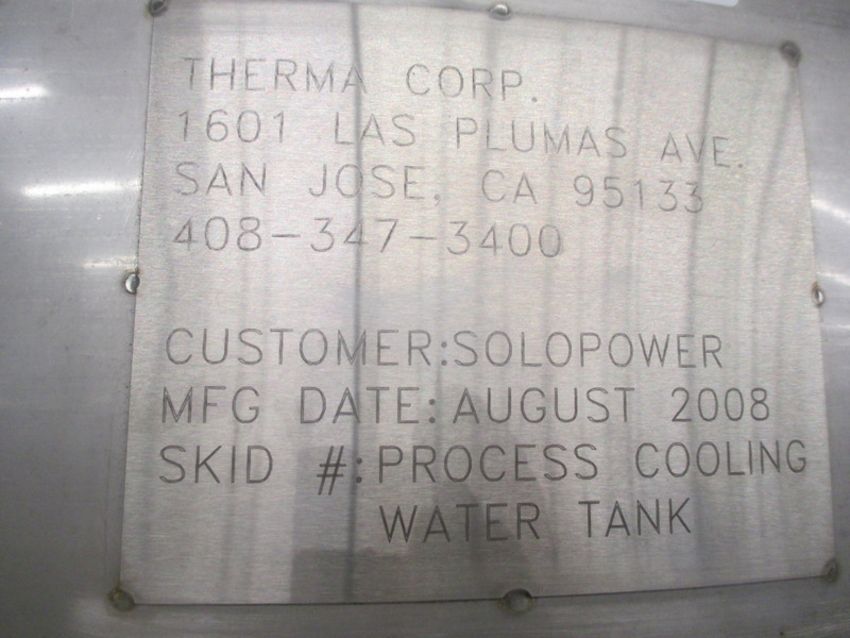 THERMA CORP.
1601 LAS PLUMAS AVE.
SAN JOSE, CA 95133
408-347-3400
CUSTOMER:SOLOPOWER
MFG DATE: AUGUST 2008
SKID #: PROCESS COOLING
WATER TANK